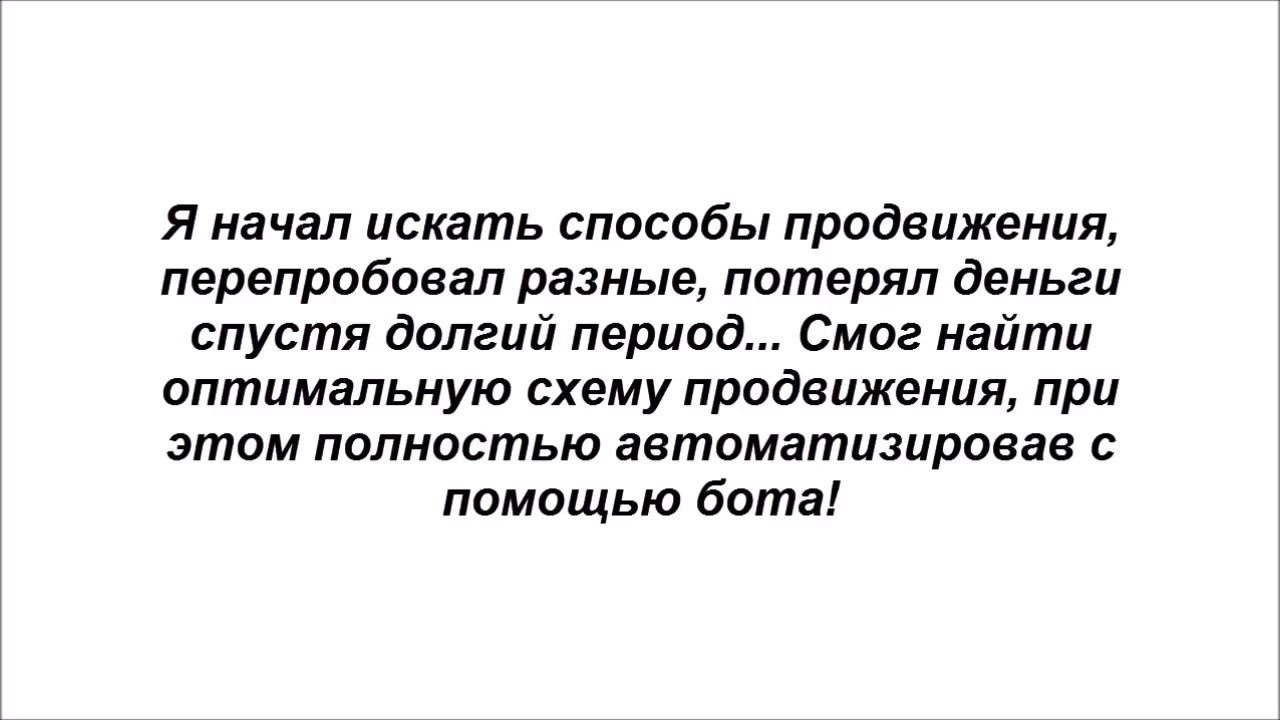 Я начал искать способы продвижения,
перепробовал разные, потерял деньги
спустя долгий период... Смог найти
оптимальную схему продвижения, при
этом полностью автоматизировав с
помощью бота!